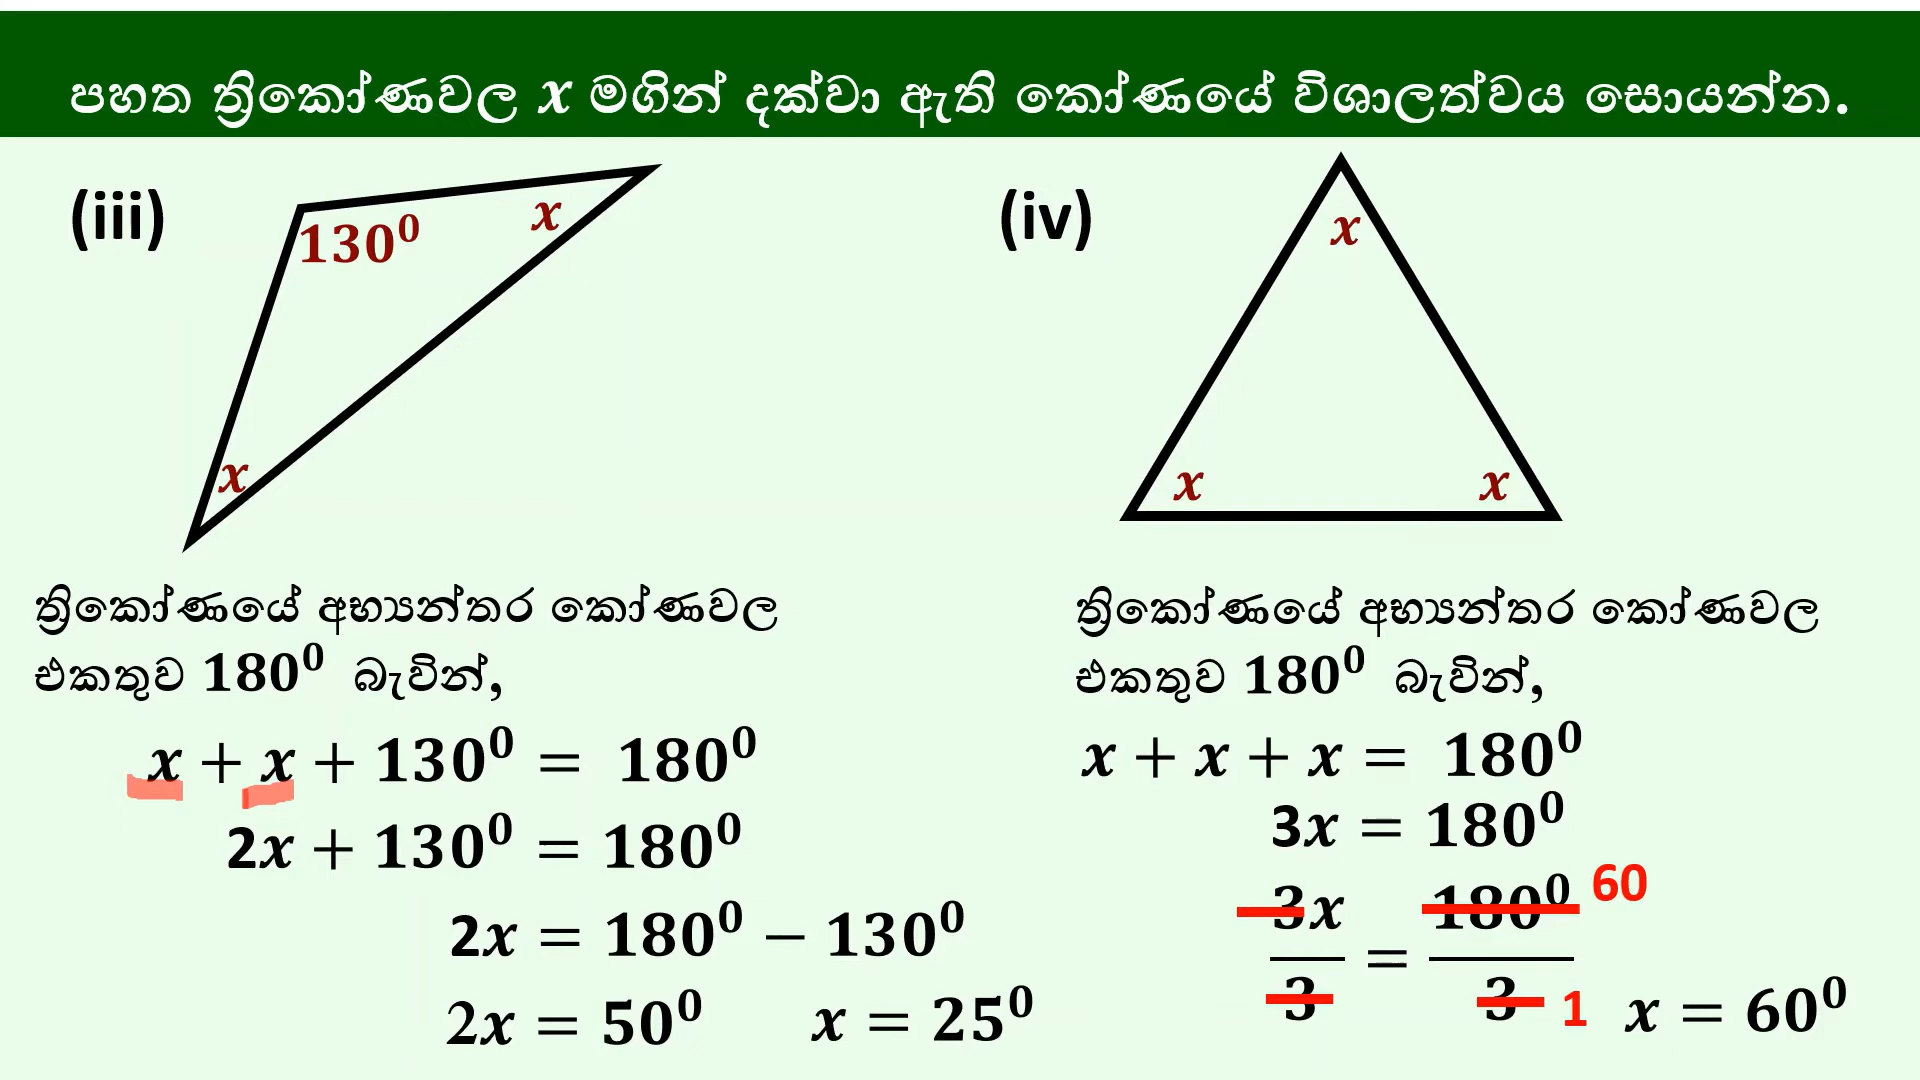 පහත ත්‍රිකෝණවල x මගින් දක්වා ඇති කෝණයේ විශාලත්වය සොයන්න.
(iii)
130⁰
x
x
ත්‍රිකෝණයේ අභ්‍යන්තර කෝණවල
එකතුව 180⁰ බැවින්,
x + x + 130⁰ = 180⁰
2x + 130⁰ = 180⁰
2x = 180⁰ − 130⁰
2x = 50⁰
x = 25⁰
(iv)
x
x
x
ත්‍රිකෝණයේ අභ්‍යන්තර කෝණවල
එකතුව 180⁰ බැවින්,
x + x + x = 180⁰
3x = 180⁰
3x/3 = 180⁰/3
60
1
x = 60⁰